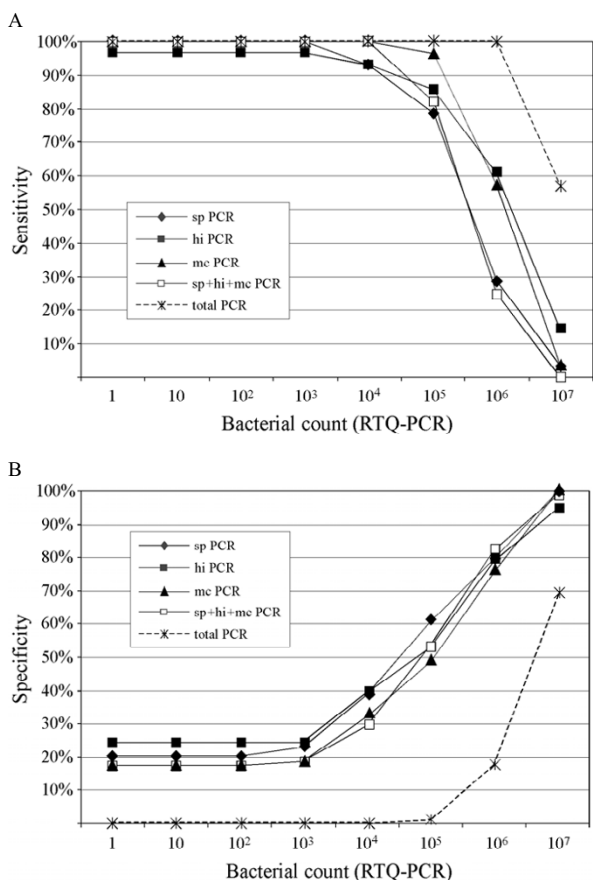 A
100%
90%
80%
70%
60%
50%
40%
30%
20%
10%
Sensitivity
sp PCR
hi PCR
mc PCR
sp+hi+mc PCR
total PCR
1 10 10² 10³ 10⁴ 10⁵ 10⁶ 10⁷
Bacterial count (RTQ-PCR)
B
100%
90%
80%
70%
60%
50%
40%
30%
20%
10%
Specificity
sp PCR
hi PCR
mc PCR
sp+hi+mc PCR
total PCR
1 10 10² 10³ 10⁴ 10⁵ 10⁶ 10⁷
Bacterial count (RTQ-PCR)